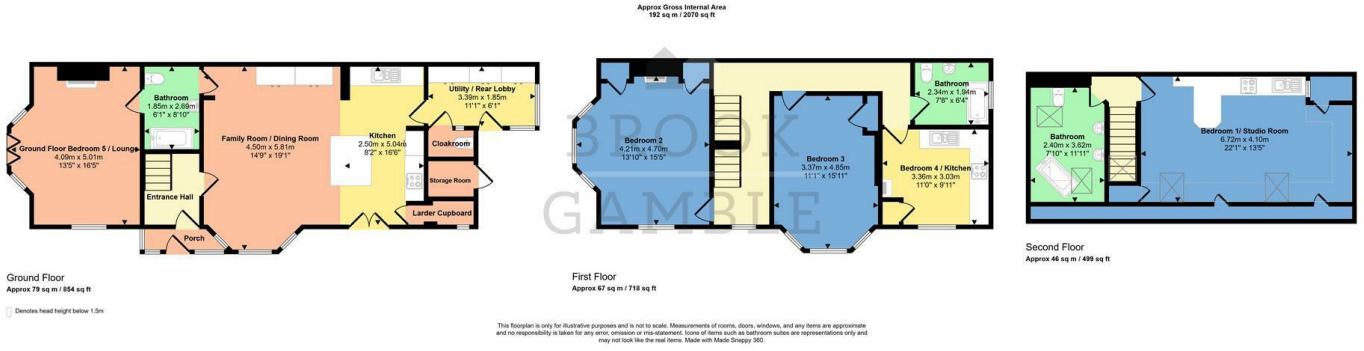 Approx Gross Internal Area
192 sq m / 2070 sq ft
Bathroom
1.85m x 2.69m
6'1" x 8'10"
Utility / Rear Lobby
3.39m x 1.85m
11'1" x 6'1"
Ground Floor Bedroom 5 / Lounge
4.09m x 5.01m
13'5" x 16'5"
Family Room / Dining Room
4.50m x 5.81m
14'9" x 19'1"
Kitchen
2.50m x 5.04m
8'2" x 16'6"
Cloakroom
Storage Room
Entrance Hall
Larder Cupboard
Porch
Ground Floor
Approx 79 sq m / 854 sq ft
Denotes head height below 1.5m
BROOK
GAMBLE
Bathroom
2.34m x 1.94m
7'8" x 6'4"
Bedroom 2
4.21m x 4.70m
13'10" x 15'5"
Bedroom 3
3.37m x 4.85m
11'1" x 15'11"
Bedroom 4 / Kitchen
3.36m x 3.03m
11'0" x 9'11"
First Floor
Approx 67 sq m / 718 sq ft
Bathroom
2.40m x 3.62m
7'10" x 11'11"
Bedroom 1/ Studio Room
6.72m x 4.10m
22'1" x 13'5"
Second Floor
Approx 46 sq m / 499 sq ft
This floorplan is only for illustrative purposes and is not to scale. Measurements of rooms, doors, windows, and any items are approximate
and no responsibility is taken for any error, omission or mis-statement. Icons of items such as bathroom suites are representations only and
may not look like the real items. Made with Made Snappy 360.